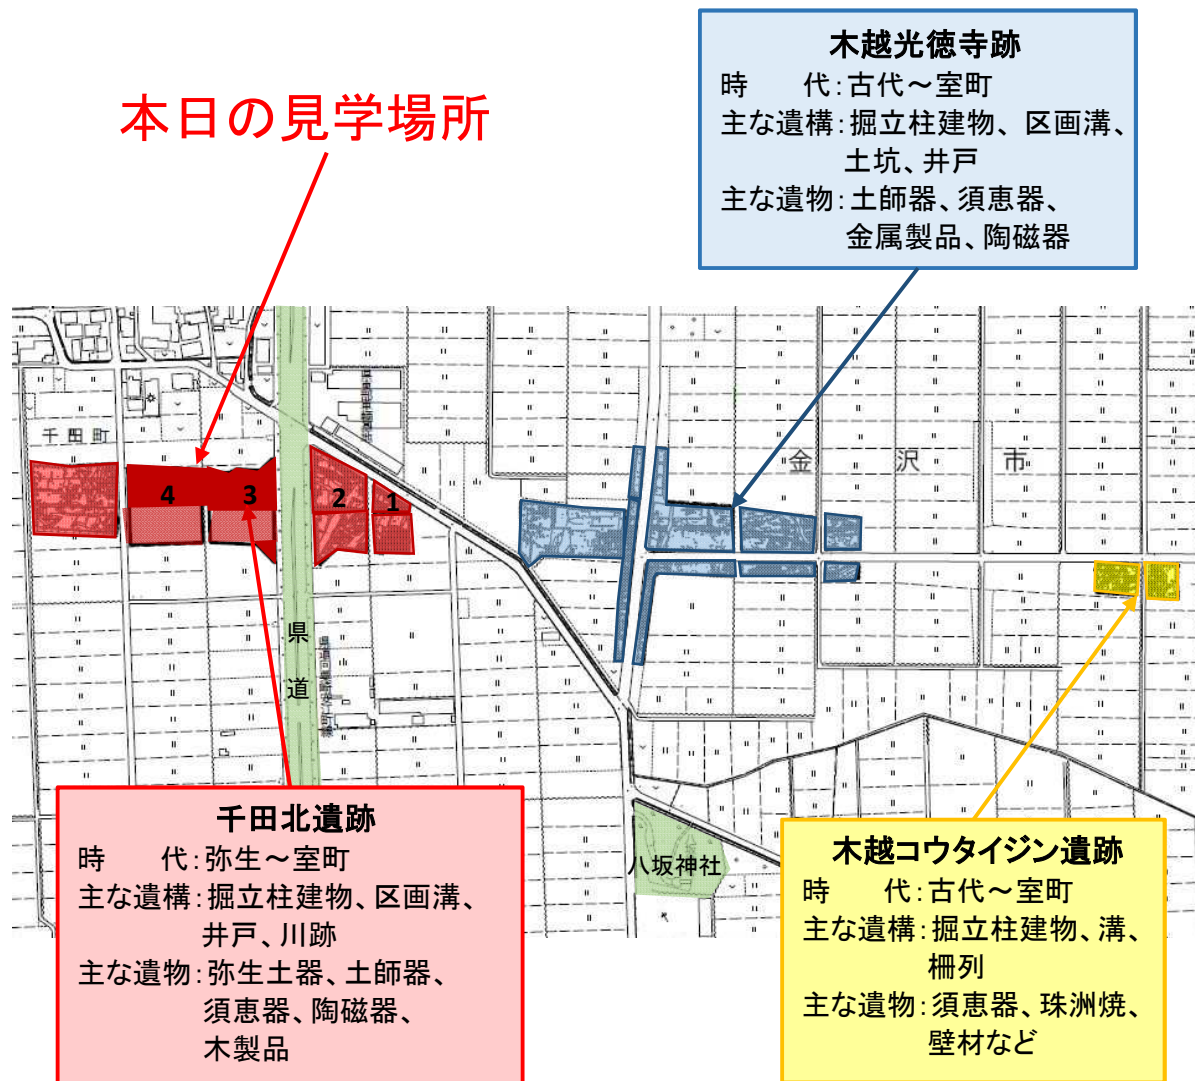 木越光徳寺跡
時　　代：古代～室町
主な遺構：掘立柱建物、区画溝、
土坑、井戸
主な遺物：土師器、須恵器、
金属製品、陶磁器
本日の見学場所
千田町
金沢市
4
3
2
1
県道
八坂神社
千田北遺跡
時　　代：弥生～室町
主な遺構：掘立柱建物、区画溝、
井戸、川跡
主な遺物：弥生土器、土師器、
須恵器、陶磁器、
木製品
木越コウタイジン遺跡
時　　代：古代～室町
主な遺構：掘立柱建物、溝、
柵列
主な遺物：須恵器、珠洲焼、
壁材など